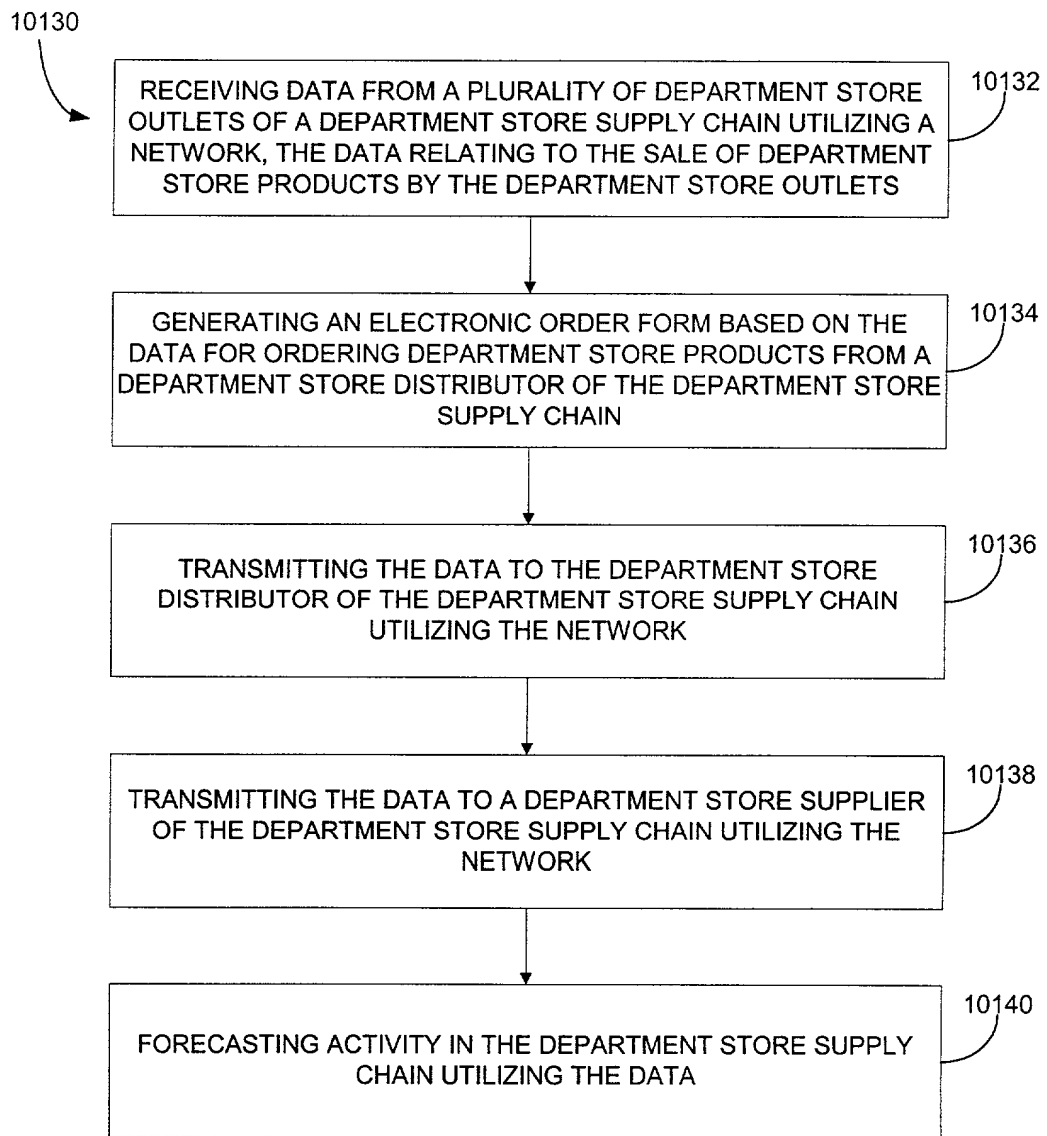 10130
10132
RECEIVING DATA FROM A PLURALITY OF DEPARTMENT STORE
OUTLETS OF A DEPARTMENT STORE SUPPLY CHAIN UTILIZING A
NETWORK, THE DATA RELATING TO THE SALE OF DEPARTMENT
STORE PRODUCTS BY THE DEPARTMENT STORE OUTLETS
10134
GENERATING AN ELECTRONIC ORDER FORM BASED ON THE
DATA FOR ORDERING DEPARTMENT STORE PRODUCTS FROM A
DEPARTMENT STORE DISTRIBUTOR OF THE DEPARTMENT STORE
SUPPLY CHAIN
10136
TRANSMITTING THE DATA TO THE DEPARTMENT STORE
DISTRIBUTOR OF THE DEPARTMENT STORE SUPPLY CHAIN
UTILIZING THE NETWORK
10138
TRANSMITTING THE DATA TO A DEPARTMENT STORE SUPPLIER
OF THE DEPARTMENT STORE SUPPLY CHAIN UTILIZING THE
NETWORK
10140
FORECASTING ACTIVITY IN THE DEPARTMENT STORE SUPPLY
CHAIN UTILIZING THE DATA